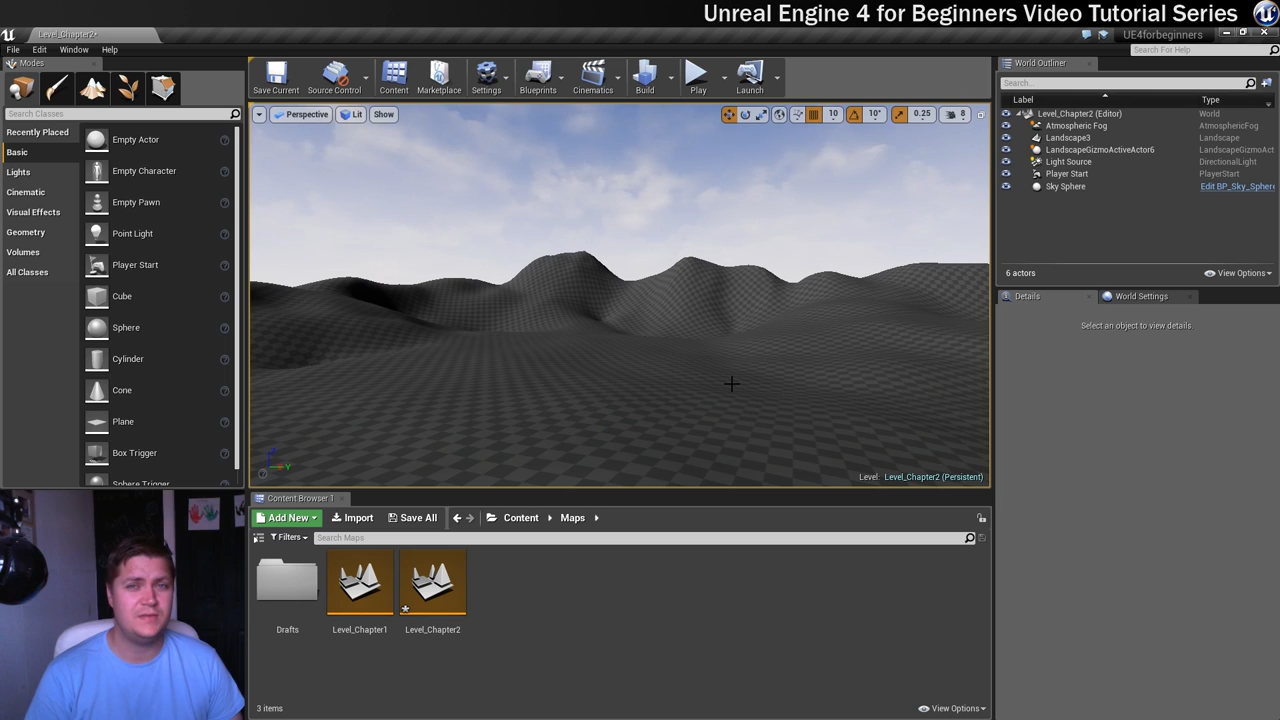 Unreal Engine 4 for Beginners Video Tutorial Series
Level_Chapter2*
UE4forbeginners
File Edit Window Help
Search For Help
Modes
Save Current
Source Control
Content
Marketplace
Settings
Blueprints
Cinematics
Build
Play
Launch
World Outliner
Search...
Label Type
Level_Chapter2 (Editor) World
Atmospheric Fog AtmosphericFog
Landscape3 Landscape
LandscapeGizmoActiveActor6 LandscapeGizmoAct
Light Source DirectionalLight
Player Start PlayerStart
Sky Sphere Edit BP_Sky_Sphere
6 actors View Options
Search Classes
Recently Placed
Basic
Lights
Cinematic
Visual Effects
Geometry
Volumes
All Classes
Empty Actor
Empty Character
Empty Pawn
Point Light
Player Start
Cube
Sphere
Cylinder
Cone
Plane
Box Trigger
Sphere Trigger
Perspective Lit Show 10 10° 0.25 8
Y
Level: Level_Chapter2 (Persistent)
Details World Settings
Select an object to view details.
Content Browser 1
Add New Import Save All Content Maps
Filters Search Maps
Drafts
Level_Chapter1
Level_Chapter2
3 items View Options